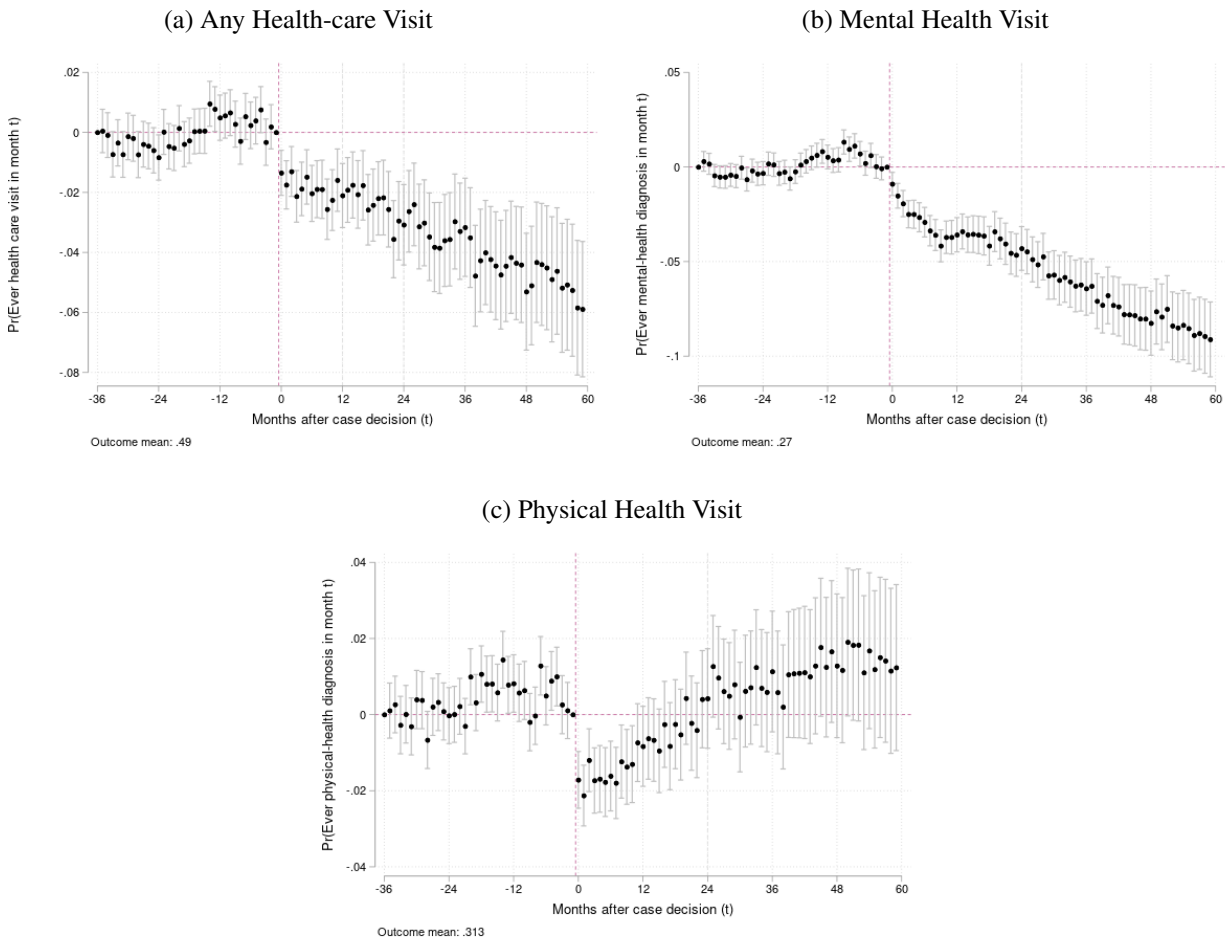 (a) Any Health-care Visit
Pr(Ever health care visit in month t)
.02
0
-.02
-.04
-.06
-.08
-36 -24 -12 0 12 24 36 48 60
Months after case decision (t)
Outcome mean: .49
(b) Mental Health Visit
Pr(Ever mental-health diagnosis in month t)
.05
0
-.05
-.1
-36 -24 -12 0 12 24 36 48 60
Months after case decision (t)
Outcome mean: .27
(c) Physical Health Visit
Pr(Ever physical-health diagnosis in month t)
.04
.02
0
-.02
-.04
-36 -24 -12 0 12 24 36 48 60
Months after case decision (t)
Outcome mean: .313